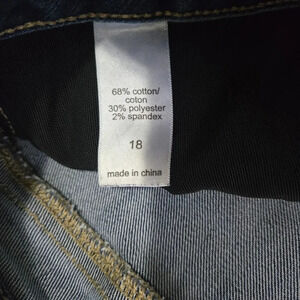 68% cotton/
coton
30% polyester
2% spandex
18
made in china